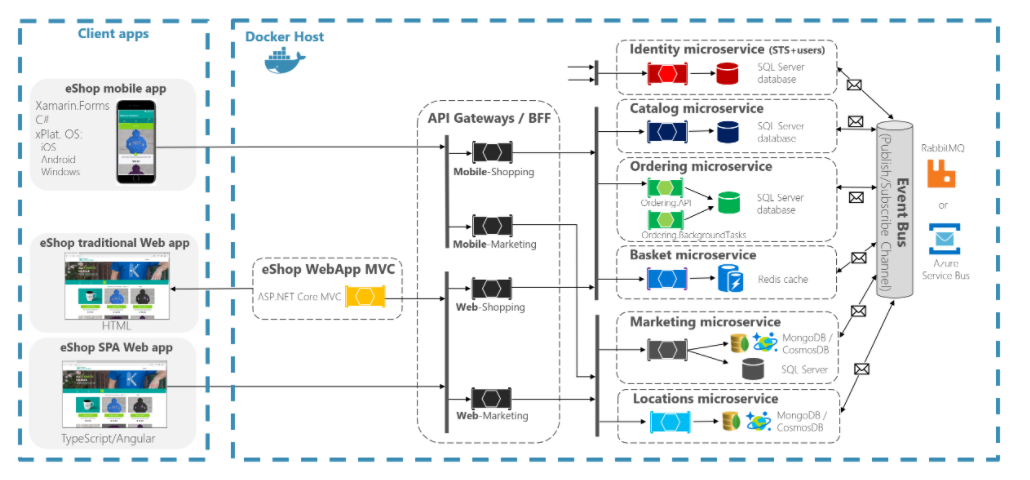 Client apps
eShop mobile app
Xamarin.Forms
C#
xPlat. OS:
iOS
Android
Windows
eShop traditional Web app
HTML
eShop SPA Web app
TypeScript/Angular
Docker Host
eShop WebApp MVC
ASP.NET Core MVC
API Gateways / BFF
Mobile-Shopping
Mobile-Marketing
Web-Shopping
Web-Marketing
Identity microservice (STS+users)
SQL Server
database
Catalog microservice
SQL Server
database
Ordering microservice
Ordering.API
Ordering.BackgroundTasks
SQL Server
database
Basket microservice
Redis cache
Marketing microservice
MongoDB /
CosmosDB
SQL Server
Locations microservice
MongoDB /
CosmosDB
Event Bus
(Publish/Subscribe Channel)
RabbitMQ
or
Azure
Service Bus